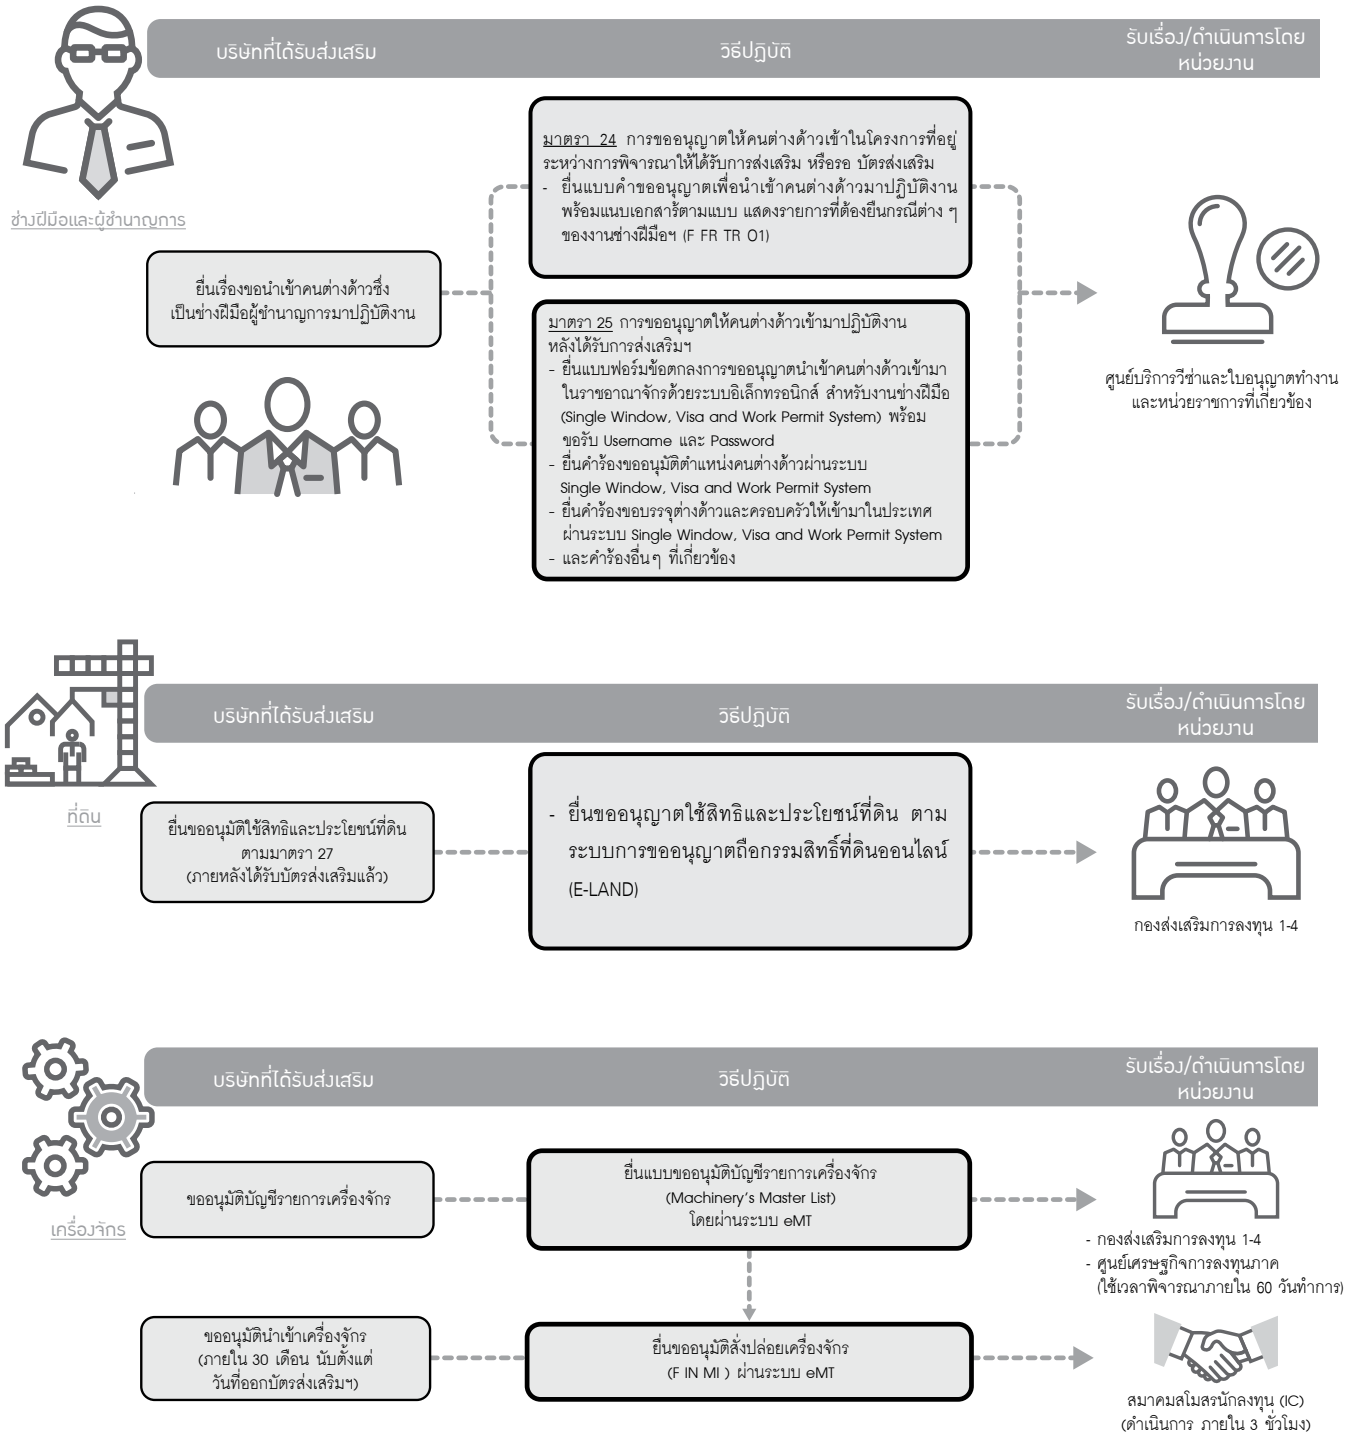 บริษัทที่ได้รับส่งเสริม
วิธีปฏิบัติ
รับเรื่อง/ดำเนินการโดย
หน่วยงาน
ช่างฝีมือและผู้ชำนาญการ
ยื่นเรื่องขอนำเข้าคนต่างด้าวซึ่ง
เป็นช่างฝีมือผู้ชำนาญการมาปฏิบัติงาน
มาตรา 24 การขออนุญาตให้คนต่างด้าวเข้าในโครงการที่อยู่
ระหว่างการพิจารณาให้ได้รับการส่งเสริม หรือรอ บัตรส่งเสริม
- ยื่นแบบคำขออนุญาตเพื่อนำเข้าคนต่างด้าวมาปฏิบัติงาน
พร้อมแนบเอกสาร้ตามแบบ แสดงรายการที่ต้องยื่นกรณีต่าง ๆ
ของงานช่างฝีมือฯ (F FR TR O1)
มาตรา 25 การขออนุญาตให้คนต่างด้าวเข้ามาปฏิบัติงาน
หลังได้รับการส่งเสริมฯ
- ยื่นแบบฟอร์มข้อตกลงการขออนุญาตนำเข้าคนต่างด้าวเข้ามา
ในราชอาณาจักรด้วยระบบอิเล็กทรอนิกส์ สำหรับงานช่างฝีมือ
(Single Window, Visa and Work Permit System) พร้อม
ขอรับ Username และ Password
- ยื่นคำร้องขออนุมัติตำแหน่งคนต่างด้าวผ่านระบบ
Single Window, Visa and Work Permit System
- ยื่นคำร้องขอบรรจุต่างด้าวและครอบครัวให้เข้ามาในประเทศ
ผ่านระบบ Single Window, Visa and Work Permit System
- และคำร้องอื่นๆ ที่เกี่ยวข้อง
ศูนย์บริการวีซ่าและใบอนุญาตทำงาน
และหน่วยราชการที่เกี่ยวข้อง
บริษัทที่ได้รับส่งเสริม
วิธีปฏิบัติ
รับเรื่อง/ดำเนินการโดย
หน่วยงาน
ที่ดิน
ยื่นขออนุมัติใช้สิทธิและประโยชน์ที่ดิน
ตามมาตรา 27
(ภายหลังได้รับบัตรส่งเสริมแล้ว)
- ยื่นขออนุญาตใช้สิทธิและประโยชน์ที่ดิน ตาม
ระบบการขออนุญาตถือกรรมสิทธิ์ที่ดินออนไลน์
(E-LAND)
กองส่งเสริมการลงทุน 1-4
บริษัทที่ได้รับส่งเสริม
วิธีปฏิบัติ
รับเรื่อง/ดำเนินการโดย
หน่วยงาน
เครื่องจักร
ขออนุมัติบัญชีรายการเครื่องจักร
ยื่นแบบขออนุมัติบัญชีรายการเครื่องจักร
(Machinery's Master List)
โดยผ่านระบบ eMT
- กองส่งเสริมการลงทุน 1-4
- ศูนย์เศรษฐกิจการลงทุนภาค
(ใช้เวลาพิจารณาภายใน 60 วันทำการ)
ขออนุมัตินำเข้าเครื่องจักร
(ภายใน 30 เดือน นับตั้งแต่
วันที่ออกบัตรส่งเสริมฯ)
ยื่นขออนุมัติสั่งปล่อยเครื่องจักร
(F IN MI ) ผ่านระบบ eMT
สมาคมสโมสรนักลงทุน (IC)
(ดำเนินการ ภายใน 3 ชั่วโมง)